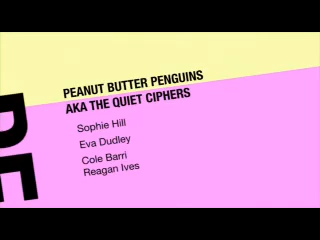 PEANUT BUTTER PENGUINS
AKA THE QUIET CIPHERS
Sophie Hill
Eva Dudley
Cole Barri
Reagan Ives